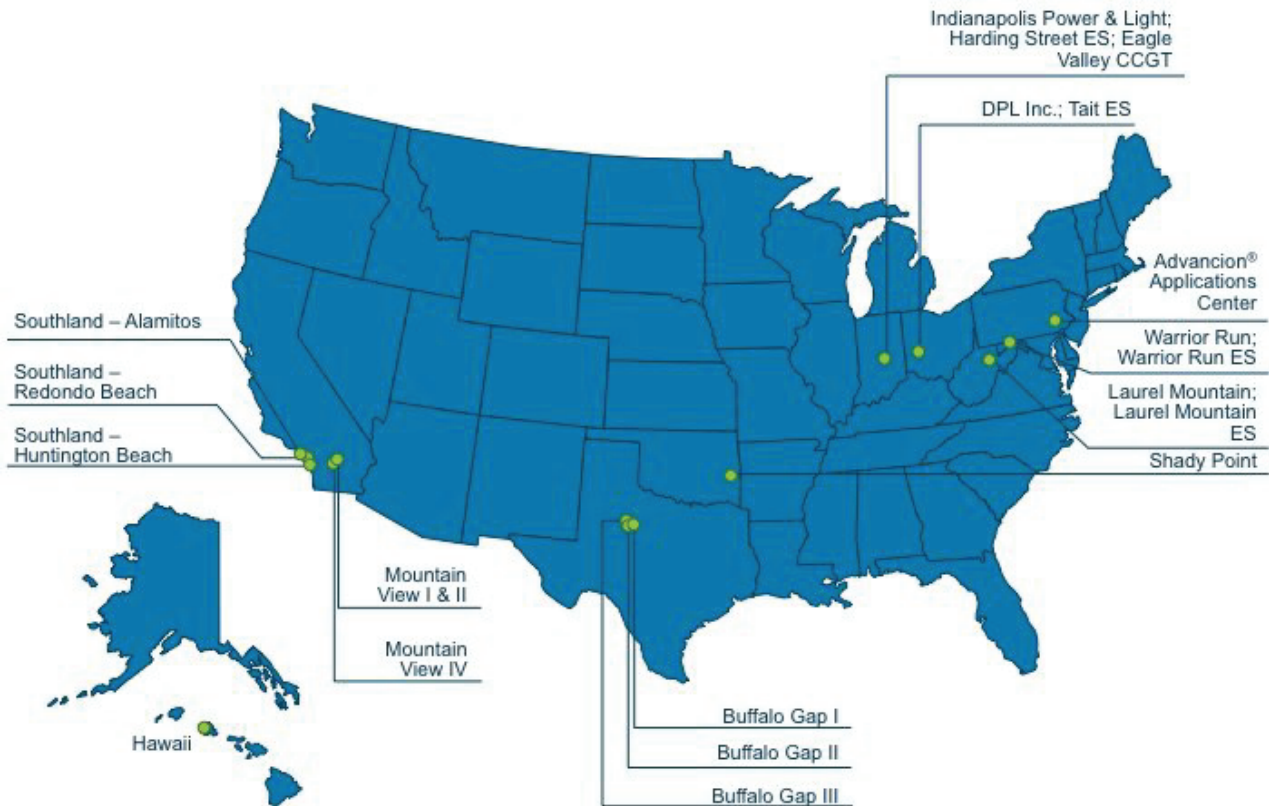 Indianapolis Power & Light;
Harding Street ES; Eagle
Valley CCGT
DPL Inc.; Tait ES
Advancion®
Applications
Center
Southland – Alamitos
Warrior Run;
Warrior Run ES
Southland –
Redondo Beach
Laurel Mountain;
Laurel Mountain
ES
Southland –
Huntington Beach
Shady Point
Mountain
View I & II
Mountain
View IV
Buffalo Gap I
Hawaii
Buffalo Gap II
Buffalo Gap III